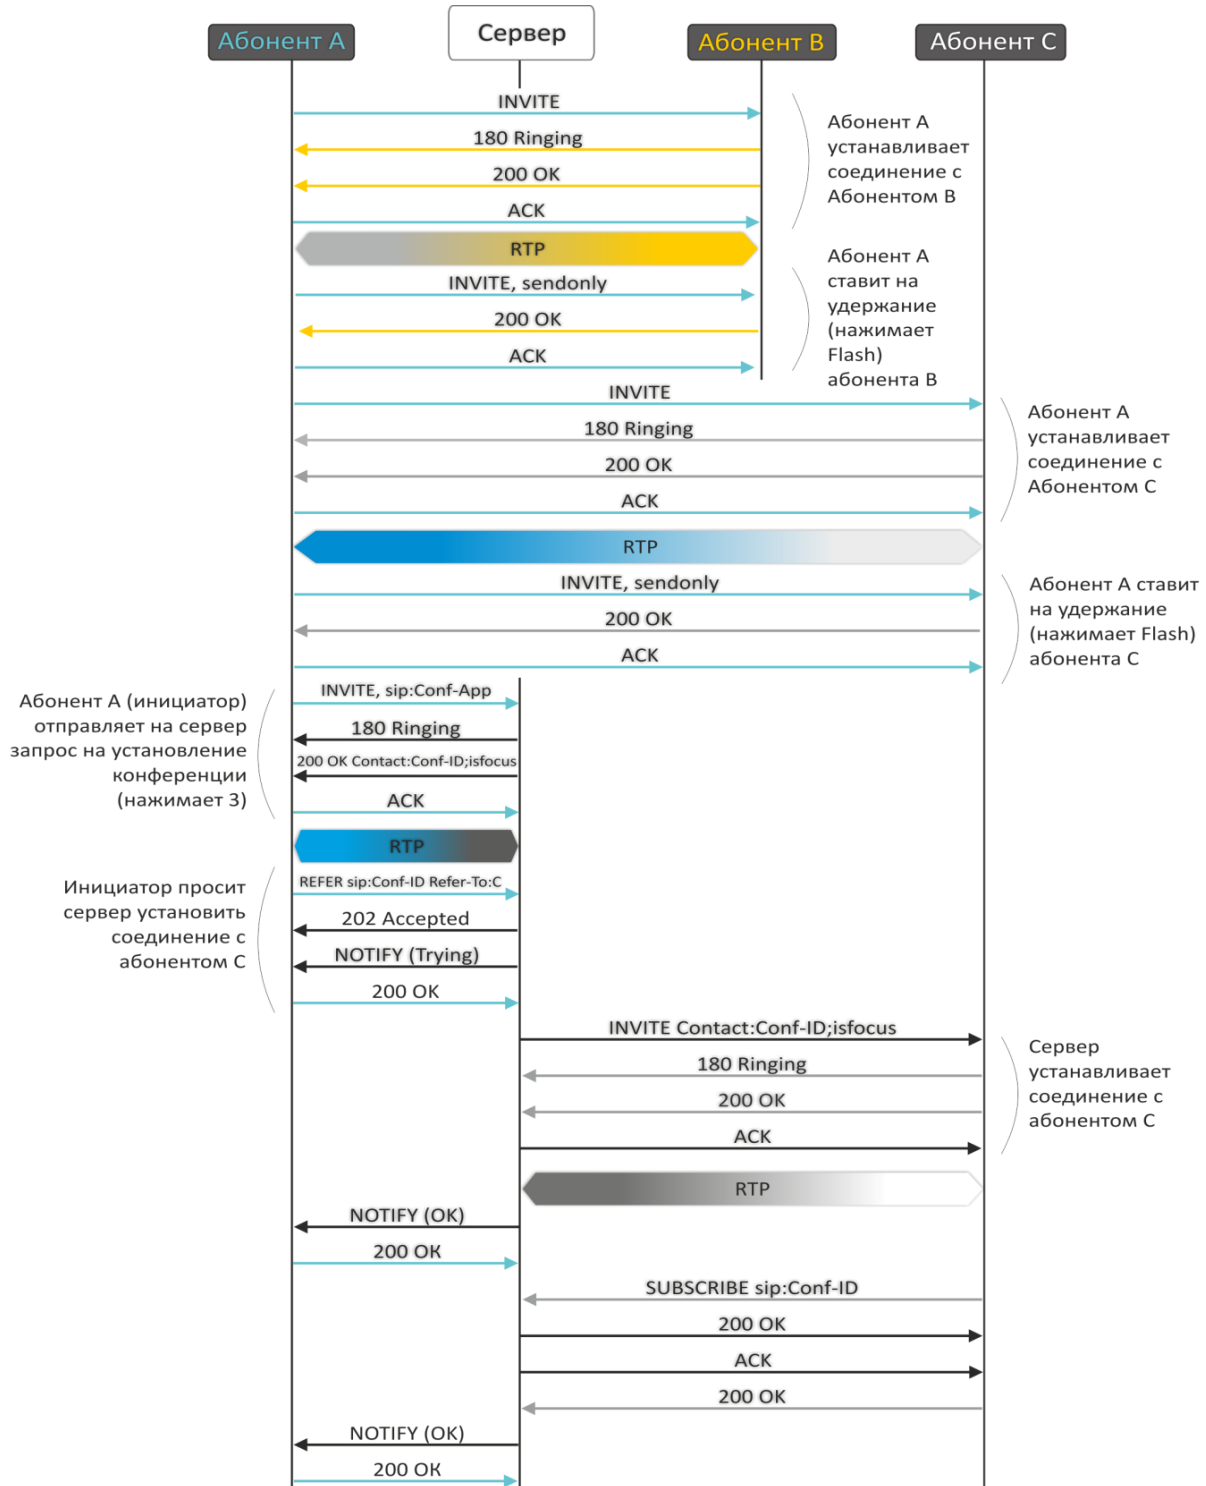 Абонент А
Сервер
Абонент В
Абонент С
INVITE
180 Ringing
200 OK
ACK
RTP
Абонент А
устанавливает
соединение с
Абонентом В
INVITE, sendonly
200 OK
ACK
Абонент А
ставит на
удержание
(нажимает
Flash)
абонента В
INVITE
180 Ringing
200 OK
ACK
RTP
Абонент А
устанавливает
соединение с
Абонентом С
INVITE, sendonly
200 OK
ACK
Абонент А ставит
на удержание
(нажимает Flash)
абонента С
Абонент А (инициатор)
отправляет на сервер
запрос на установление
конференции
(нажимает 3)
INVITE, sip:Conf-App
180 Ringing
200 OK Contact:Conf-ID;isfocus
ACK
RTP
Инициатор просит
сервер установить
соединение с
абонентом С
REFER sip:Conf-ID Refer-To:C
202 Accepted
NOTIFY (Trying)
200 OK
INVITE Contact:Conf-ID;isfocus
180 Ringing
200 OK
ACK
RTP
Сервер
устанавливает
соединение с
абонентом С
NOTIFY (OK)
200 OK
SUBSCRIBE sip:Conf-ID
200 OK
ACK
200 OK
NOTIFY (OK)
200 OK